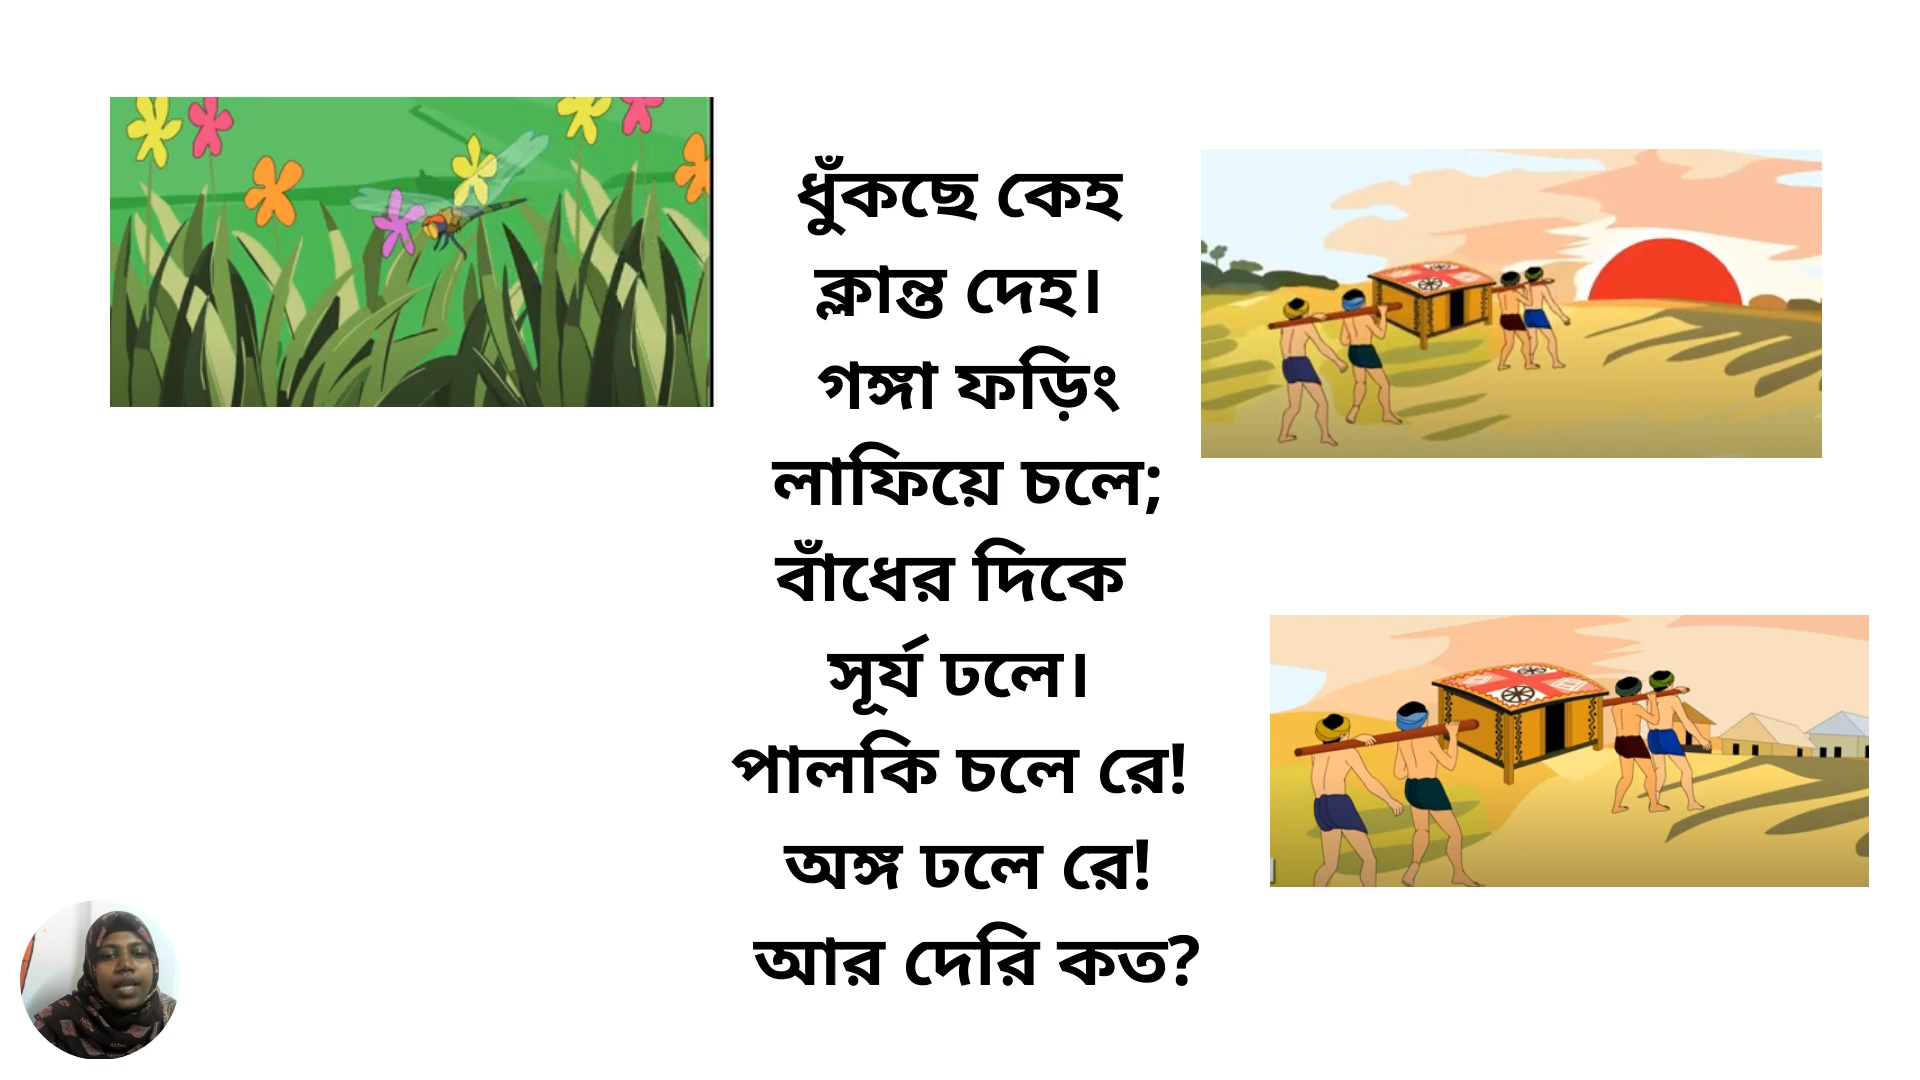 ধুঁকছে কেহ
ক্লান্ত দেহ।
গঙ্গা ফড়িং
লাফিয়ে চলে;
বাঁধের দিকে
সূর্য ঢলে।
পালকি চলে রে!
অঙ্গ ঢলে রে!
আর দেরি কত?